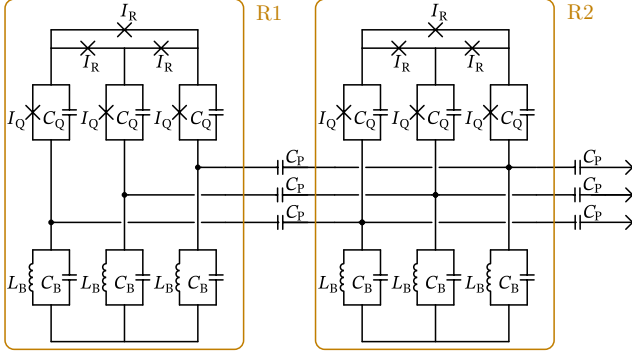 I_R R1 I_R R2
I_R I_R I_R I_R
I_Q C_Q I_Q C_Q I_Q C_Q I_Q C_Q I_Q C_Q I_Q C_Q
C_P C_P
C_P C_P
C_P C_P
L_B C_B L_B C_B L_B C_B L_B C_B L_B C_B L_B C_B